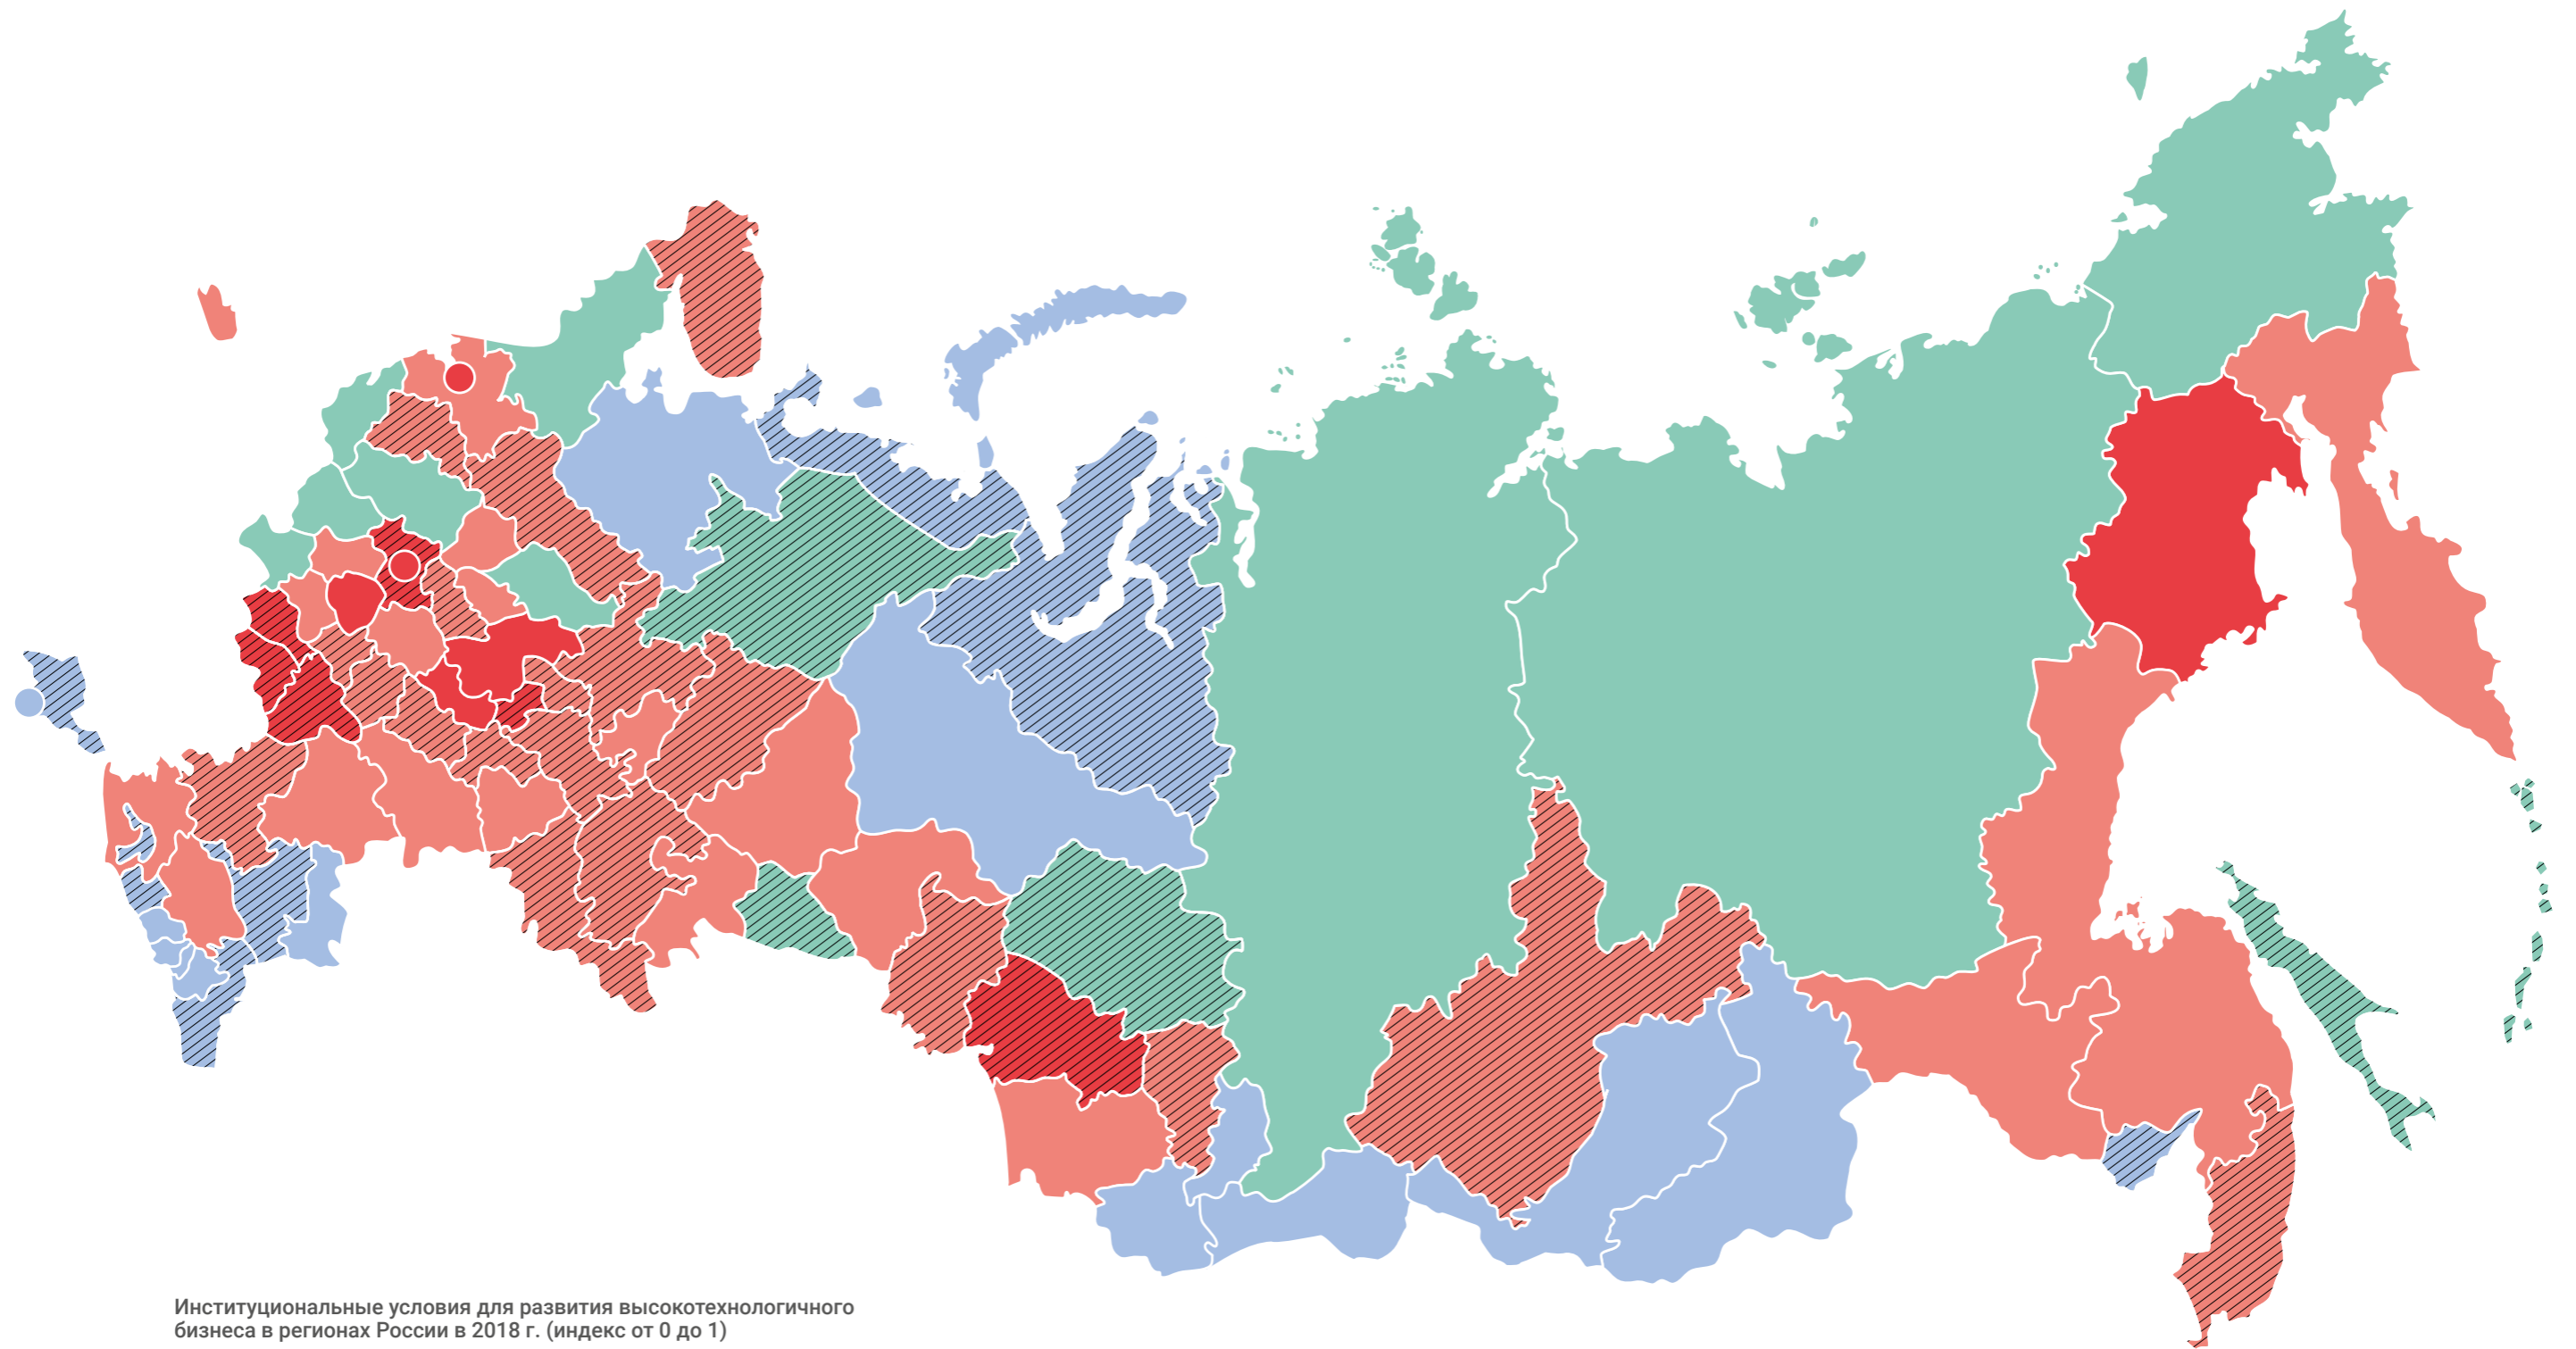 Институциональные условия для развития высокотехнологичного
бизнеса в регионах России в 2018 г. (индекс от 0 до 1)